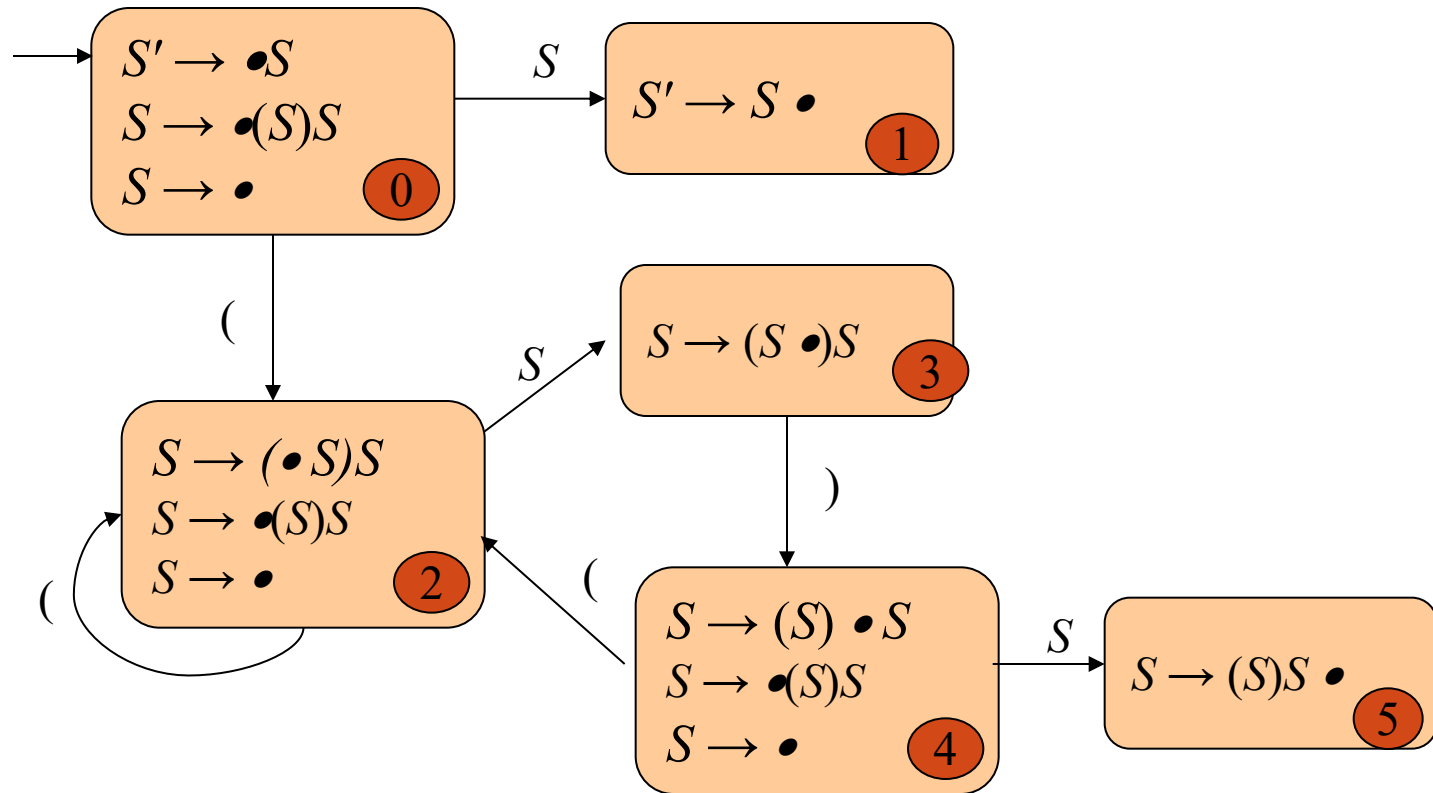 S′ → •S
S → •(S)S
S → •
0
S
S′ → S •
1
(
S
S → (S •)S
3
S → (• S)S
S → •(S)S
S → •
2
(
)
(
S → (S) • S
S → •(S)S
S → •
4
S
S → (S)S •
5